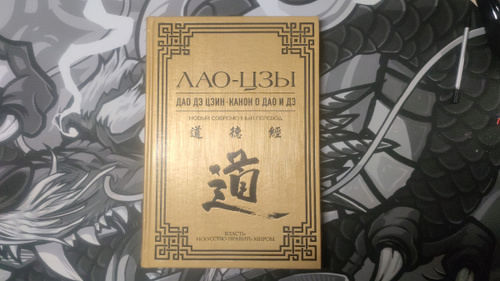 ЛАО-ЦЗЫ
ДАО ДЭ ЦЗИН · КАНОН О ДАО И ДЭ
НОВЫЙ СОВРЕМЕННЫЙ ПЕРЕВОД
道 德 經
道
ВЛАСТЬ
ИСКУССТВО ПРАВИТЬ МИРОМ